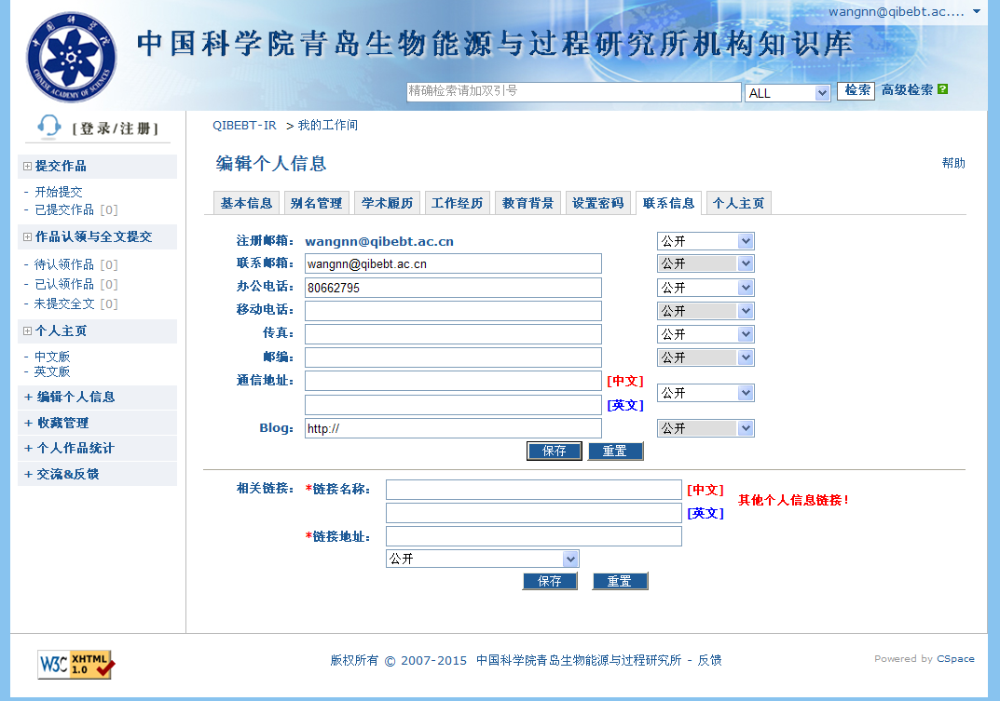 wangnn@qibebt.ac....
中国科学院
CHINESE ACADEMY OF SCIENCES
中国科学院青岛生物能源与过程研究所机构知识库
精确检索请加双引号
ALL
检索
高级检索
?
[登录/注册]
QIBEBT-IR > 我的工作间
提交作品
- 开始提交
- 已提交作品 [0]
作品认领与全文提交
- 待认领作品 [0]
- 已认领作品 [0]
- 未提交全文 [0]
个人主页
- 中文版
- 英文版
+ 编辑个人信息
+ 收藏管理
+ 个人作品统计
+ 交流&反馈
编辑个人信息
帮助
基本信息 别名管理 学术履历 工作经历 教育背景 设置密码 联系信息 个人主页
注册邮箱： wangnn@qibebt.ac.cn 公开
联系邮箱： wangnn@qibebt.ac.cn 公开
办公电话： 80662795 公开
移动电话： 公开
传真： 公开
邮编： 公开
通信地址： [中文] 公开
[英文]
Blog: http:// 公开
保存 重置
相关链接： *链接名称： [中文] 其他个人信息链接！
[英文]
*链接地址：
公开
保存 重置
W3C XHTML 1.0
版权所有 © 2007-2015 中国科学院青岛生物能源与过程研究所 - 反馈
Powered by CSpace